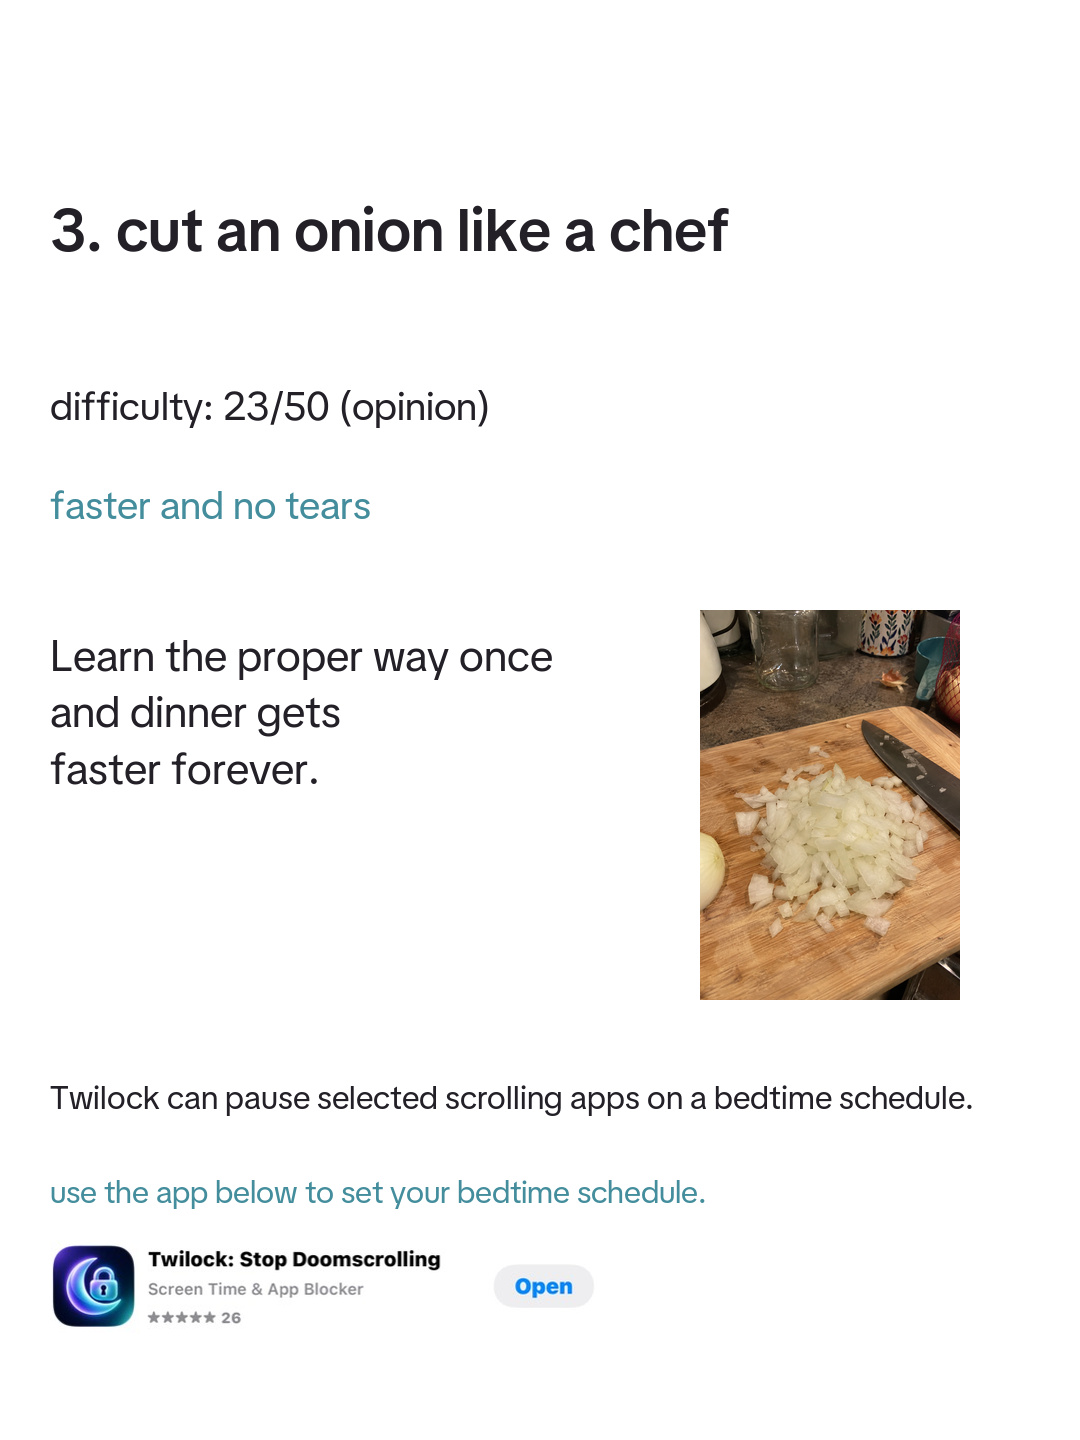 3. cut an onion like a chef
difficulty: 23/50 (opinion)
faster and no tears
Learn the proper way once
and dinner gets
faster forever.
Twilock can pause selected scrolling apps on a bedtime schedule.
use the app below to set your bedtime schedule.
Twilock: Stop Doomscrolling
Screen Time & App Blocker
★★★★★ 26
Open